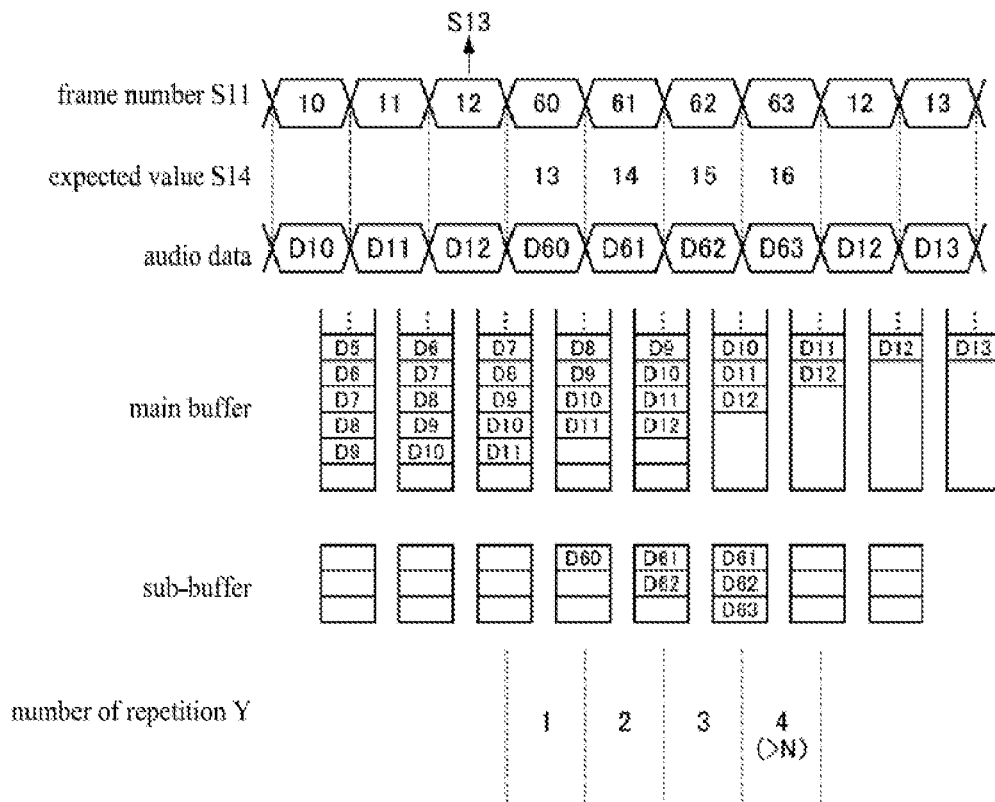 S13
frame number S11 10 11 12 60 61 62 63 12 13
expected value S14 13 14 15 16
audio data D10 D11 D12 D60 D61 D62 D63 D12 D13
D5 D6 D7 D8 D9 D10 D11 D12 D13
D6 D7 D8 D9 D10 D11 D12
main buffer D7 D8 D9 D10 D11 D12
D8 D9 D10 D11 D12
D9 D10 D11
D60 D61 D61
sub-buffer D62 D62
D63
number of repetition Y 1 2 3 4
(>N)